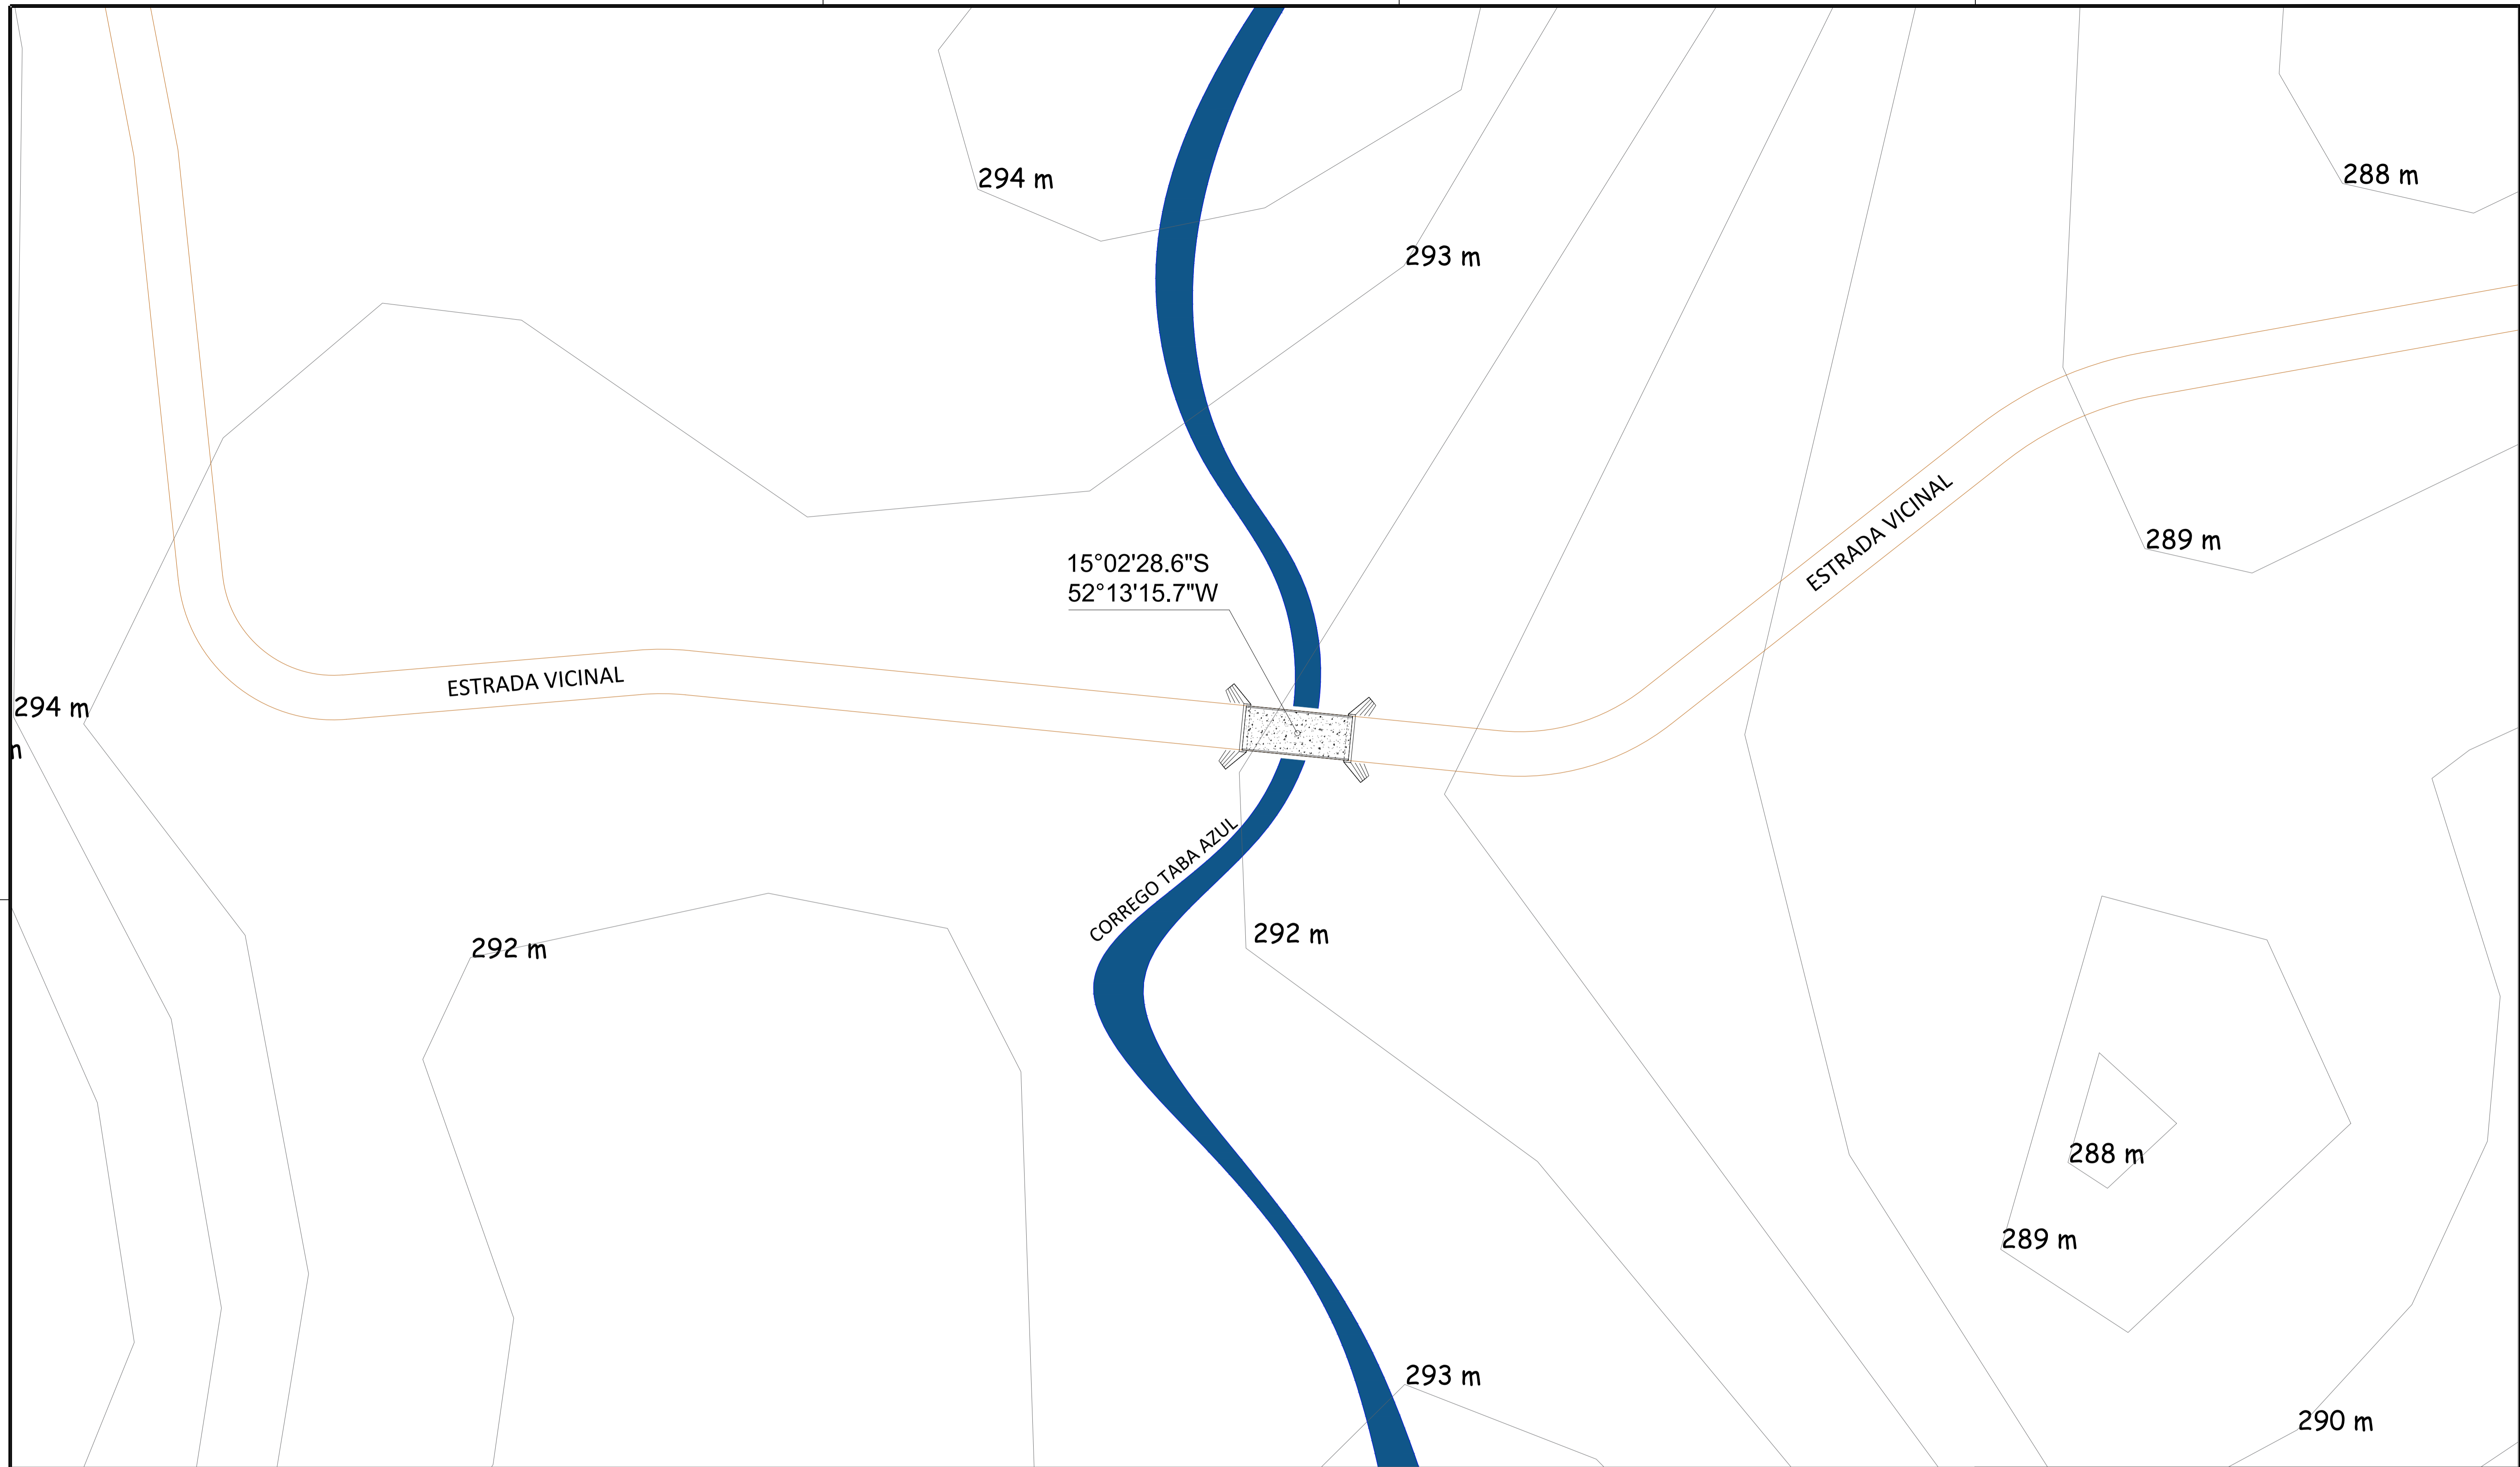 294 m
288 m
293 m
289 m
15°02'28.6"S
52°13'15.7"W
ESTRADA VICINAL
ESTRADA VICINAL
294 m
m
CORREGO TABA AZUL
292 m
292 m
288 m
289 m
293 m
290 m